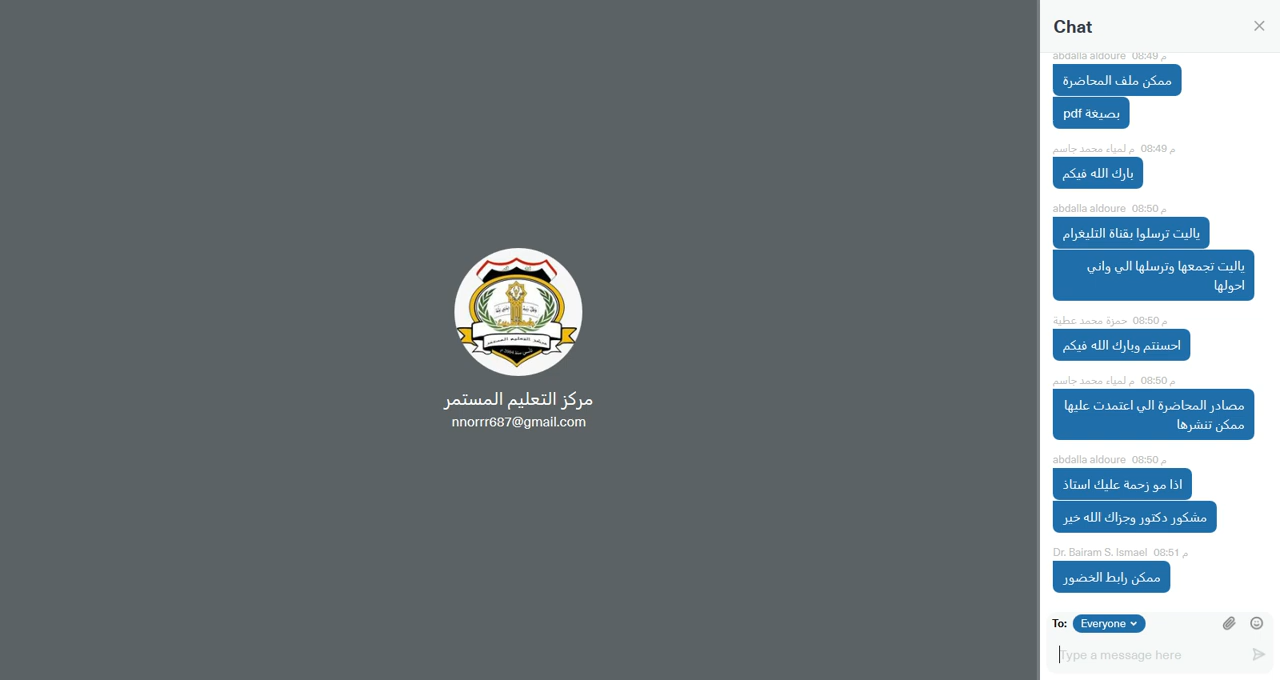 مركز التعليم المستمر
nnorrr687@gmail.com
Chat
abdalla aldoure 08:49 م
ممكن ملف المحاضرة
بصيغة pdf
م لمياء محمد جاسم 08:49 م
بارك الله فيكم
abdalla aldoure 08:50 م
ياليت ترسلوا بقناة التليغرام
ياليت تجمعها وترسلها الي واني
احولها
حمزة محمد عطية 08:50 م
احسنتم وبارك الله فيكم
م لمياء محمد جاسم 08:50 م
مصادر المحاضرة الي اعتمدت عليها
ممكن تنشرها
abdalla aldoure 08:50 م
اذا مو زحمة عليك استاذ
مشكور دكتور وجزاك الله خير
Dr. Bairam S. Ismael 08:51 م
ممكن رابط الخضور
To: Everyone
Type a message here